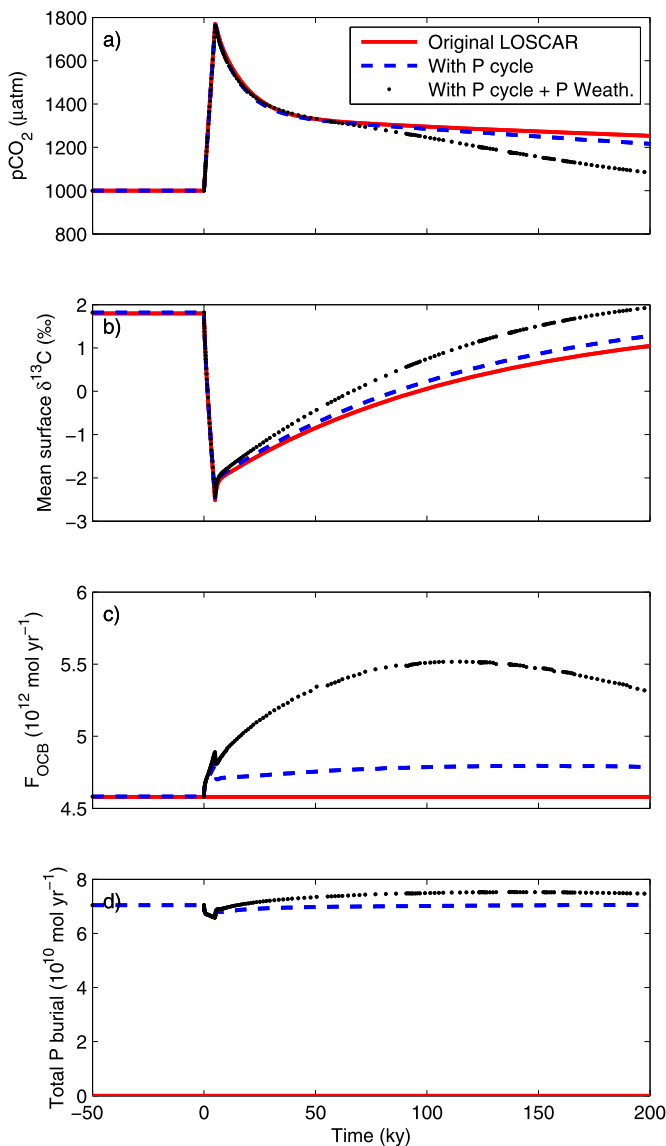 a)
Original LOSCAR
With P cycle
With P cycle + P Weath.
1800
1600
1400
1200
1000
800
pCO2 (μatm)
b)
2
1
0
−1
−2
−3
Mean surface δ13C (‰)
c)
6
5.5
5
4.5
FOCB (10^12 mol yr−1)
d)
8
6
4
2
0
Total P burial (10^10 mol yr−1)
−50 0 50 100 150 200
Time (ky)